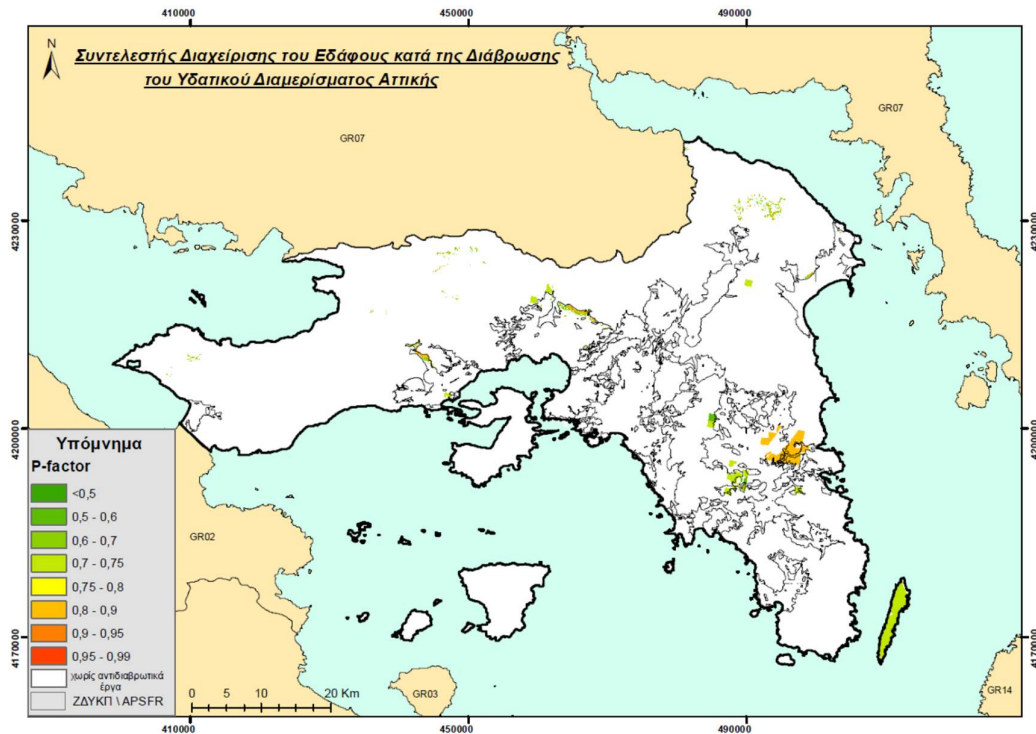 410000 450000 490000
N
Συντελεστής Διαχείρισης του Εδάφους κατά της Διάβρωσης
του Υδατικού Διαμερίσματος Αττικής
GR07
GR07
4230000
4230000
4200000
4200000
Υπόμνημα
P-factor
<0,5
0,5 - 0,6
0,6 - 0,7
0,7 - 0,75
0,75 - 0,8
0,8 - 0,9
0,9 - 0,95
0,95 - 0,99
χωρίς αντιδιαβρωτικά
έργα
ΖΔΥΚΠ \ APSFR
GR02
4170000
4170000
0 5 10 20 Km
GR03
GR14
410000 450000 490000